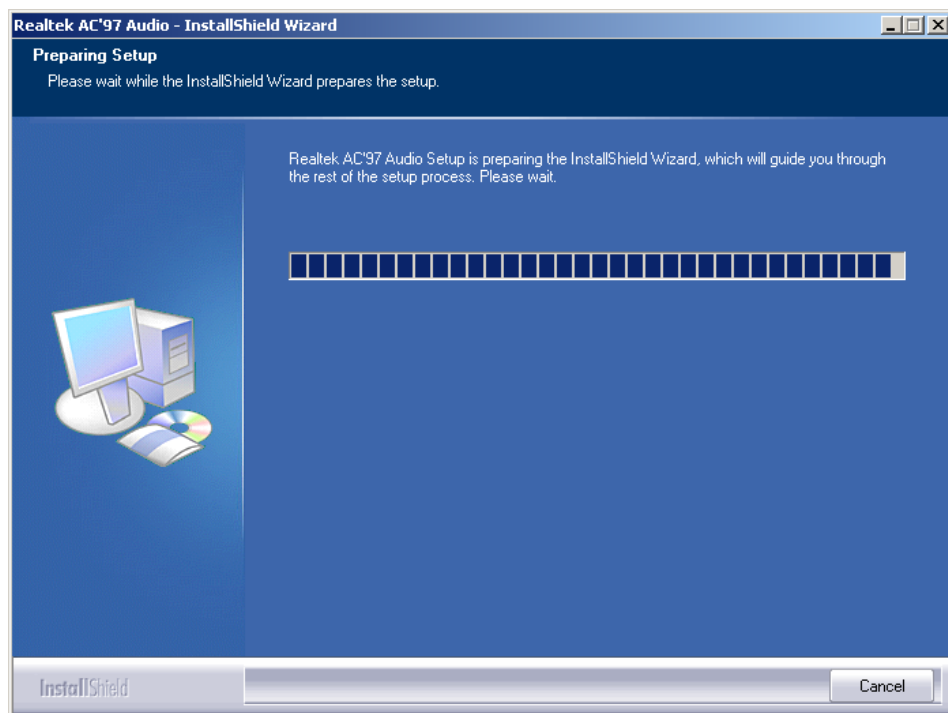 Realtek AC'97 Audio - InstallShield Wizard
Preparing Setup
Please wait while the InstallShield Wizard prepares the setup.
Realtek AC'97 Audio Setup is preparing the InstallShield Wizard, which will guide you through
the rest of the setup process. Please wait.
InstallShield
Cancel